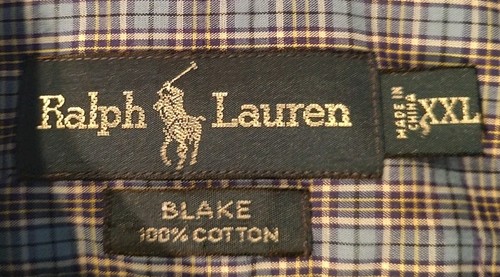 Ralph Lauren
MADE IN
CHINA
XXL
BLAKE
100% COTTON